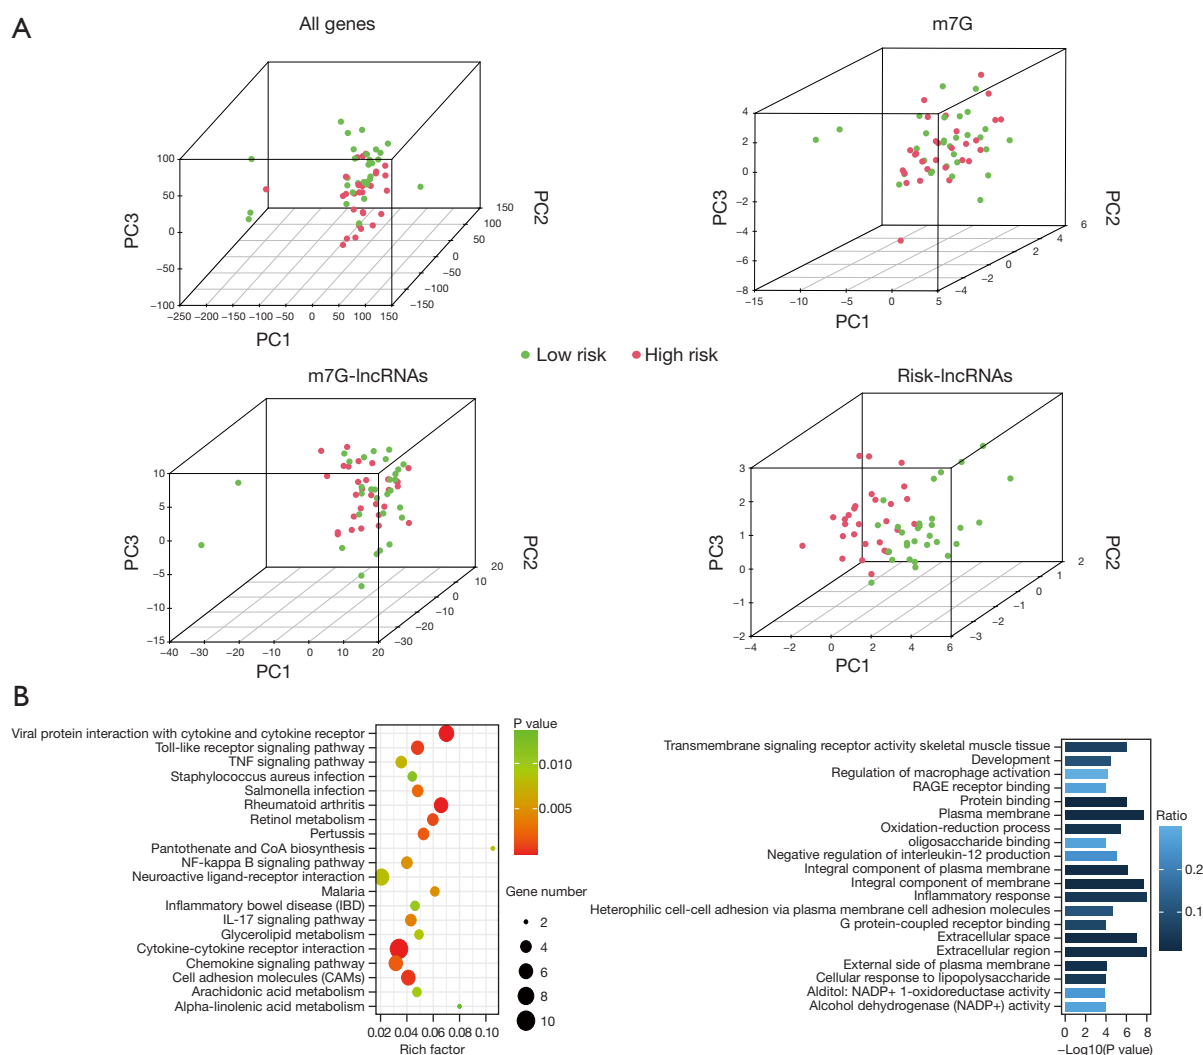 A
All genes
100
50
0
−50
−100
PC3
−250 −200 −150 −100 −50 0 50 100 150
PC1
150
100
50
0
−50
−100
−150
PC2
m7G
4
2
0
−2
−4
−6
−8
PC3
−15 −10 −5 0 5
PC1
6
4
2
0
−2
−4
PC2
Low risk High risk
m7G-lncRNAs
10
5
0
−5
−10
−15
PC3
−40 −30 −20 −10 0 10 20
PC1
20
10
0
−10
−20
−30
PC2
Risk-lncRNAs
3
2
1
0
−1
−2
PC3
−4 −2 0 2 4 6
PC1
2
1
0
−1
−2
−3
PC2
B
Viral protein interaction with cytokine and cytokine receptor
Toll-like receptor signaling pathway
TNF signaling pathway
Staphylococcus aureus infection
Salmonella infection
Rheumatoid arthritis
Retinol metabolism
Pertussis
Pantothenate and CoA biosynthesis
NF-kappa B signaling pathway
Neuroactive ligand-receptor interaction
Malaria
Inflammatory bowel disease (IBD)
IL-17 signaling pathway
Glycerolipid metabolism
Cytokine-cytokine receptor interaction
Chemokine signaling pathway
Cell adhesion molecules (CAMs)
Arachidonic acid metabolism
Alpha-linolenic acid metabolism
0.02 0.04 0.06 0.08 0.10
Rich factor
P value
0.010
0.005
Gene number
2
4
6
8
10
Transmembrane signaling receptor activity skeletal muscle tissue
Development
Regulation of macrophage activation
RAGE receptor binding
Protein binding
Plasma membrane
Oxidation-reduction process
oligosaccharide binding
Negative regulation of interleukin-12 production
Integral component of plasma membrane
Integral component of membrane
Inflammatory response
Heterophilic cell-cell adhesion via plasma membrane cell adhesion molecules
G protein-coupled receptor binding
Extracellular space
Extracellular region
External side of plasma membrane
Cellular response to lipopolysaccharide
Alditol: NADP+ 1-oxidoreductase activity
Alcohol dehydrogenase (NADP+) activity
0 2 4 6 8
−Log10(P value)
Ratio
0.2
0.1